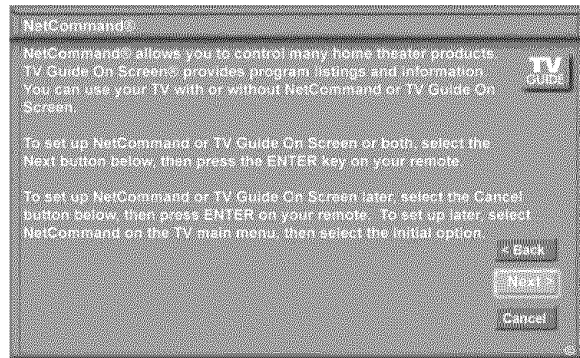 NetCommand®
NetCommand® allows you to control many home theater products.
TV Guide On Screen® provides program listings and information.
You can use your TV with or without NetCommand or TV Guide On
Screen.
TV
GUIDE
To set up NetCommand or TV Guide On Screen or both, select the
Next button below, then press the ENTER key on your remote.
To set up NetCommand or TV Guide On Screen later, select the Cancel
button below, then press ENTER on your remote. To set up later, select
NetCommand on the TV main menu, then select the Initial option.
< Back
Next >
Cancel